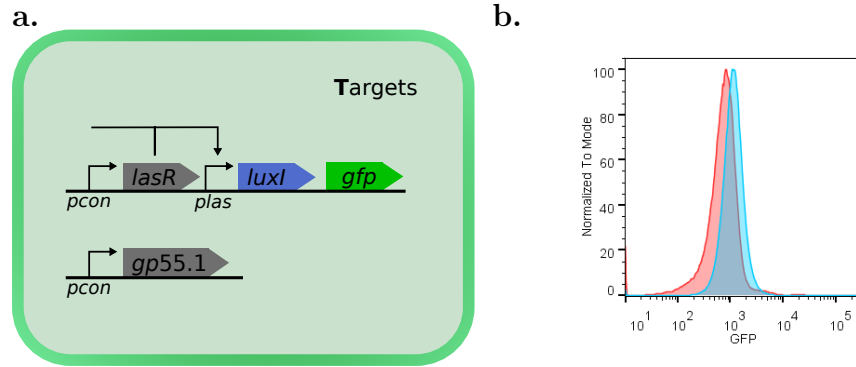 a.
Targets
lasR
luxI
gfp
pcon
plas
gp55.1
pcon
b.
Normalized To Mode
100
80
60
40
20
0
10^1
10^2
10^3
10^4
10^5
GFP